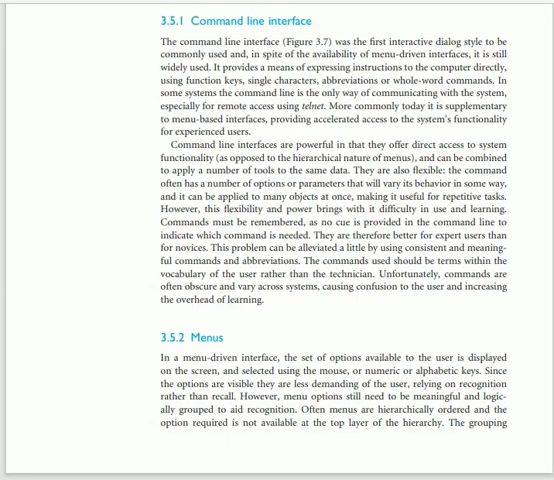 3.5.1 Command line interface
The command line interface (Figure 3.7) was the first interactive dialog style to be
commonly used and, in spite of the availability of menu-driven interfaces, it is still
widely used. It provides a means of expressing instructions to the computer directly,
using function keys, single characters, abbreviations or whole-word commands. In
some systems the command line is the only way of communicating with the system,
especially for remote access using telnet. More commonly today it is supplementary
to menu-based interfaces, providing accelerated access to the system's functionality
for experienced users.
Command line interfaces are powerful in that they offer direct access to system
functionality (as opposed to the hierarchical nature of menus), and can be combined
to apply a number of tools to the same data. They are also flexible: the command
often has a number of options or parameters that will vary its behavior in some way,
and it can be applied to many objects at once, making it useful for repetitive tasks.
However, this flexibility and power brings with it difficulty in use and learning.
Commands must be remembered, as no cue is provided in the command line to
indicate which command is needed. They are therefore better for expert users than
for novices. This problem can be alleviated a little by using consistent and meaning-
ful commands and abbreviations. The commands used should be terms within the
vocabulary of the user rather than the technician. Unfortunately, commands are
often obscure and vary across systems, causing confusion to the user and increasing
the overhead of learning.
3.5.2 Menus
In a menu-driven interface, the set of options available to the user is displayed
on the screen, and selected using the mouse, or numeric or alphabetic keys. Since
the options are visible they are less demanding of the user, relying on recognition
rather than recall. However, menu options still need to be meaningful and logic-
ally grouped to aid recognition. Often menus are hierarchically ordered and the
option required is not available at the top layer of the hierarchy. The grouping